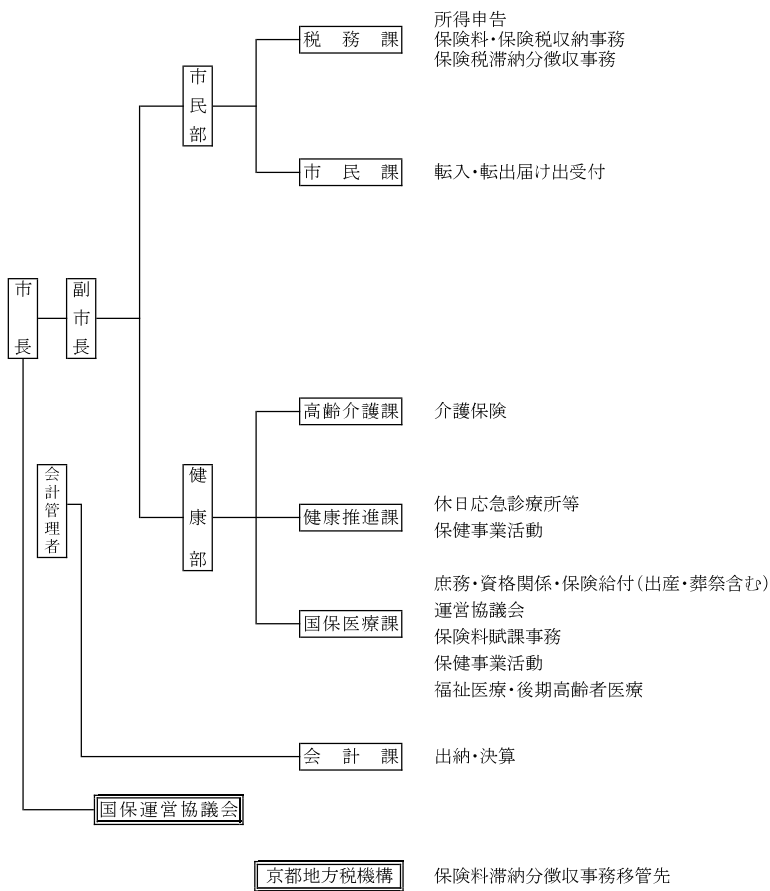 所得申告
税務課
保険料・保険税収納事務
保険税滞納分徴収事務
市民部
市民課
転入・転出届け出受付
市長
副市長
高齢介護課
介護保険
会計管理者
健康部
休日応急診療所等
健康推進課
保健事業活動
庶務・資格関係・保険給付(出産・葬祭含む)
運営協議会
国保医療課
保険料賦課事務
保健事業活動
福祉医療・後期高齢者医療
会計課
出納・決算
国保運営協議会
京都地方税機構
保険料滞納分徴収事務移管先